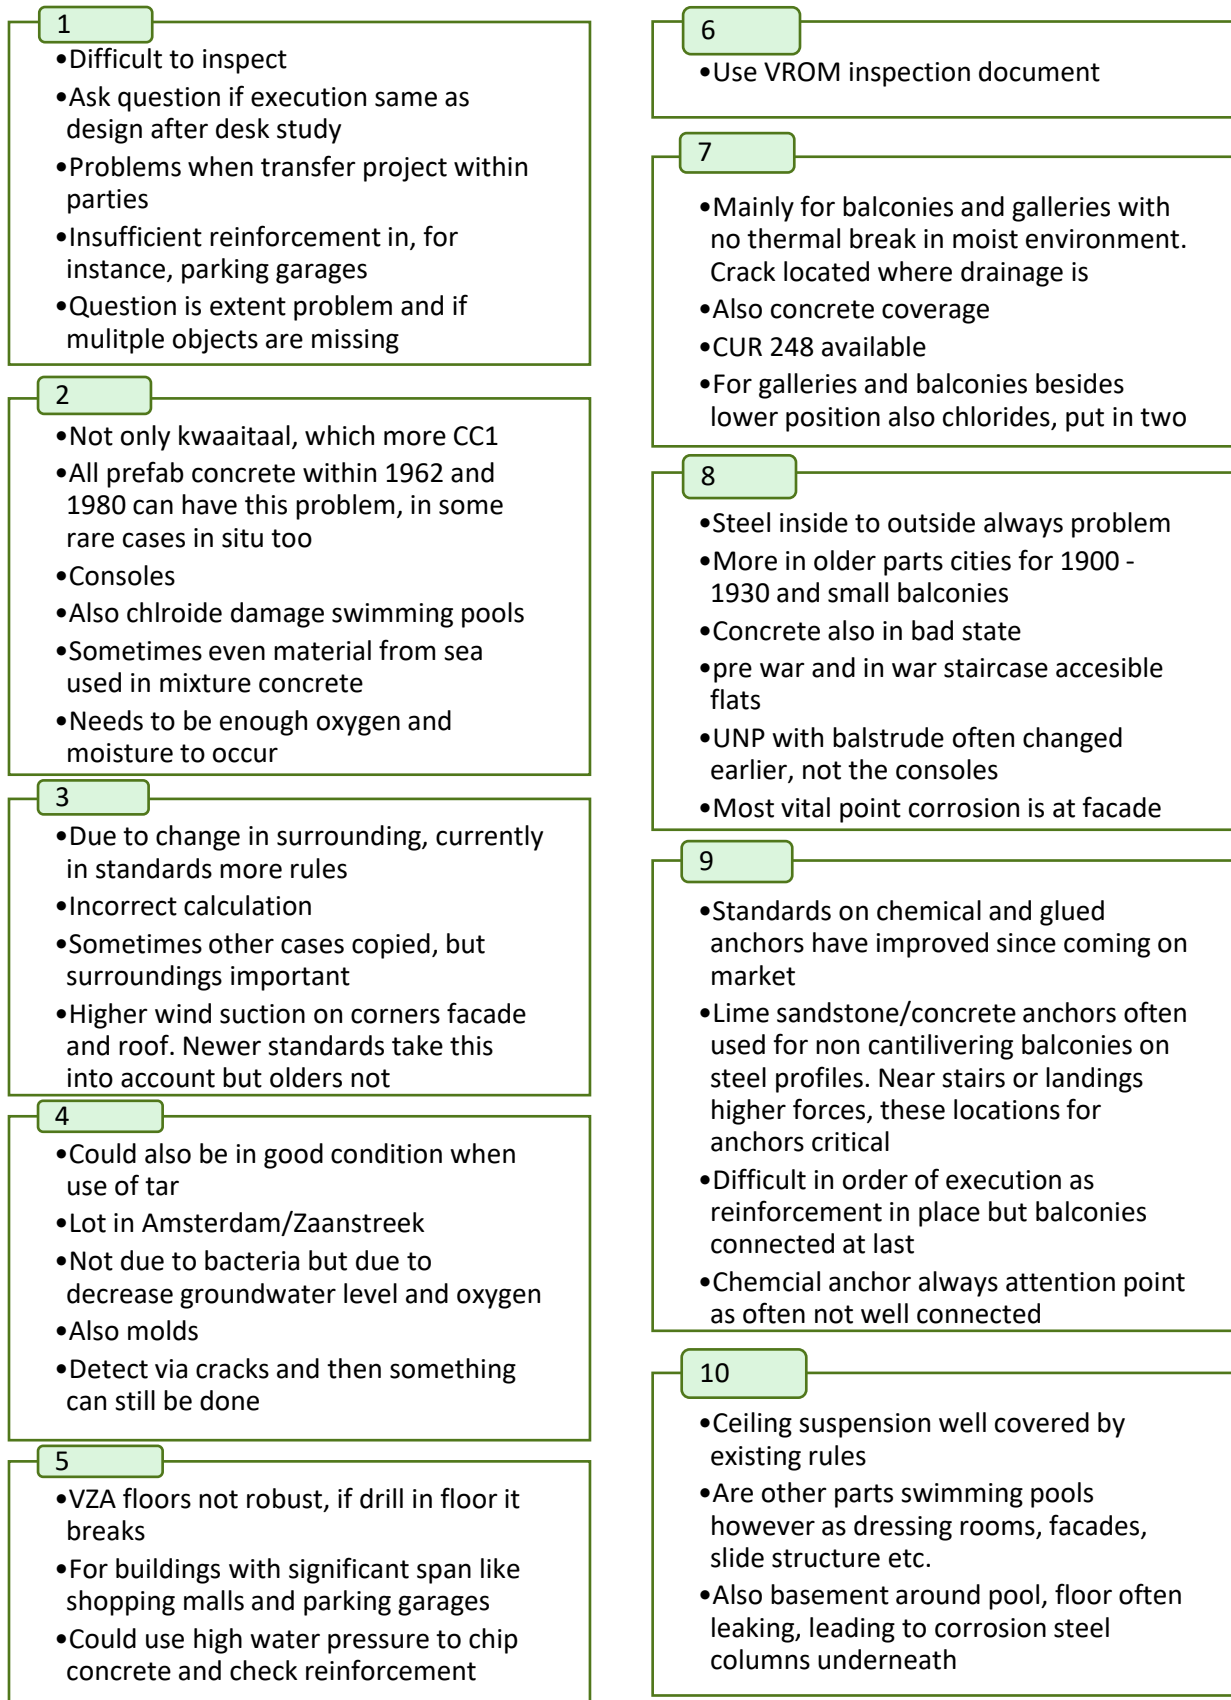 1
•Difficult to inspect
•Ask question if execution same as
design after desk study
•Problems when transfer project within
parties
•Insufficient reinforcement in, for
instance, parking garages
•Question is extent problem and if
mulitple objects are missing
2
•Not only kwaaitaal, which more CC1
•All prefab concrete within 1962 and
1980 can have this problem, in some
rare cases in situ too
•Consoles
•Also chlroide damage swimming pools
•Sometimes even material from sea
used in mixture concrete
•Needs to be enough oxygen and
moisture to occur
3
•Due to change in surrounding, currently
in standards more rules
•Incorrect calculation
•Sometimes other cases copied, but
surroundings important
•Higher wind suction on corners facade
and roof. Newer standards take this
into account but olders not
4
•Could also be in good condition when
use of tar
•Lot in Amsterdam/Zaanstreek
•Not due to bacteria but due to
decrease groundwater level and oxygen
•Also molds
•Detect via cracks and then something
can still be done
5
•VZA floors not robust, if drill in floor it
breaks
•For buildings with significant span like
shopping malls and parking garages
•Could use high water pressure to chip
concrete and check reinforcement
6
•Use VROM inspection document
7
•Mainly for balconies and galleries with
no thermal break in moist environment.
Crack located where drainage is
•Also concrete coverage
•CUR 248 available
•For galleries and balconies besides
lower position also chlorides, put in two
8
•Steel inside to outside always problem
•More in older parts cities for 1900 -
1930 and small balconies
•Concrete also in bad state
•pre war and in war staircase accesible
flats
•UNP with balstrude often changed
earlier, not the consoles
•Most vital point corrosion is at facade
9
•Standards on chemical and glued
anchors have improved since coming on
market
•Lime sandstone/concrete anchors often
used for non cantilivering balconies on
steel profiles. Near stairs or landings
higher forces, these locations for
anchors critical
•Difficult in order of execution as
reinforcement in place but balconies
connected at last
•Chemcial anchor always attention point
as often not well connected
10
•Ceiling suspension well covered by
existing rules
•Are other parts swimming pools
however as dressing rooms, facades,
slide structure etc.
•Also basement around pool, floor often
leaking, leading to corrosion steel
columns underneath